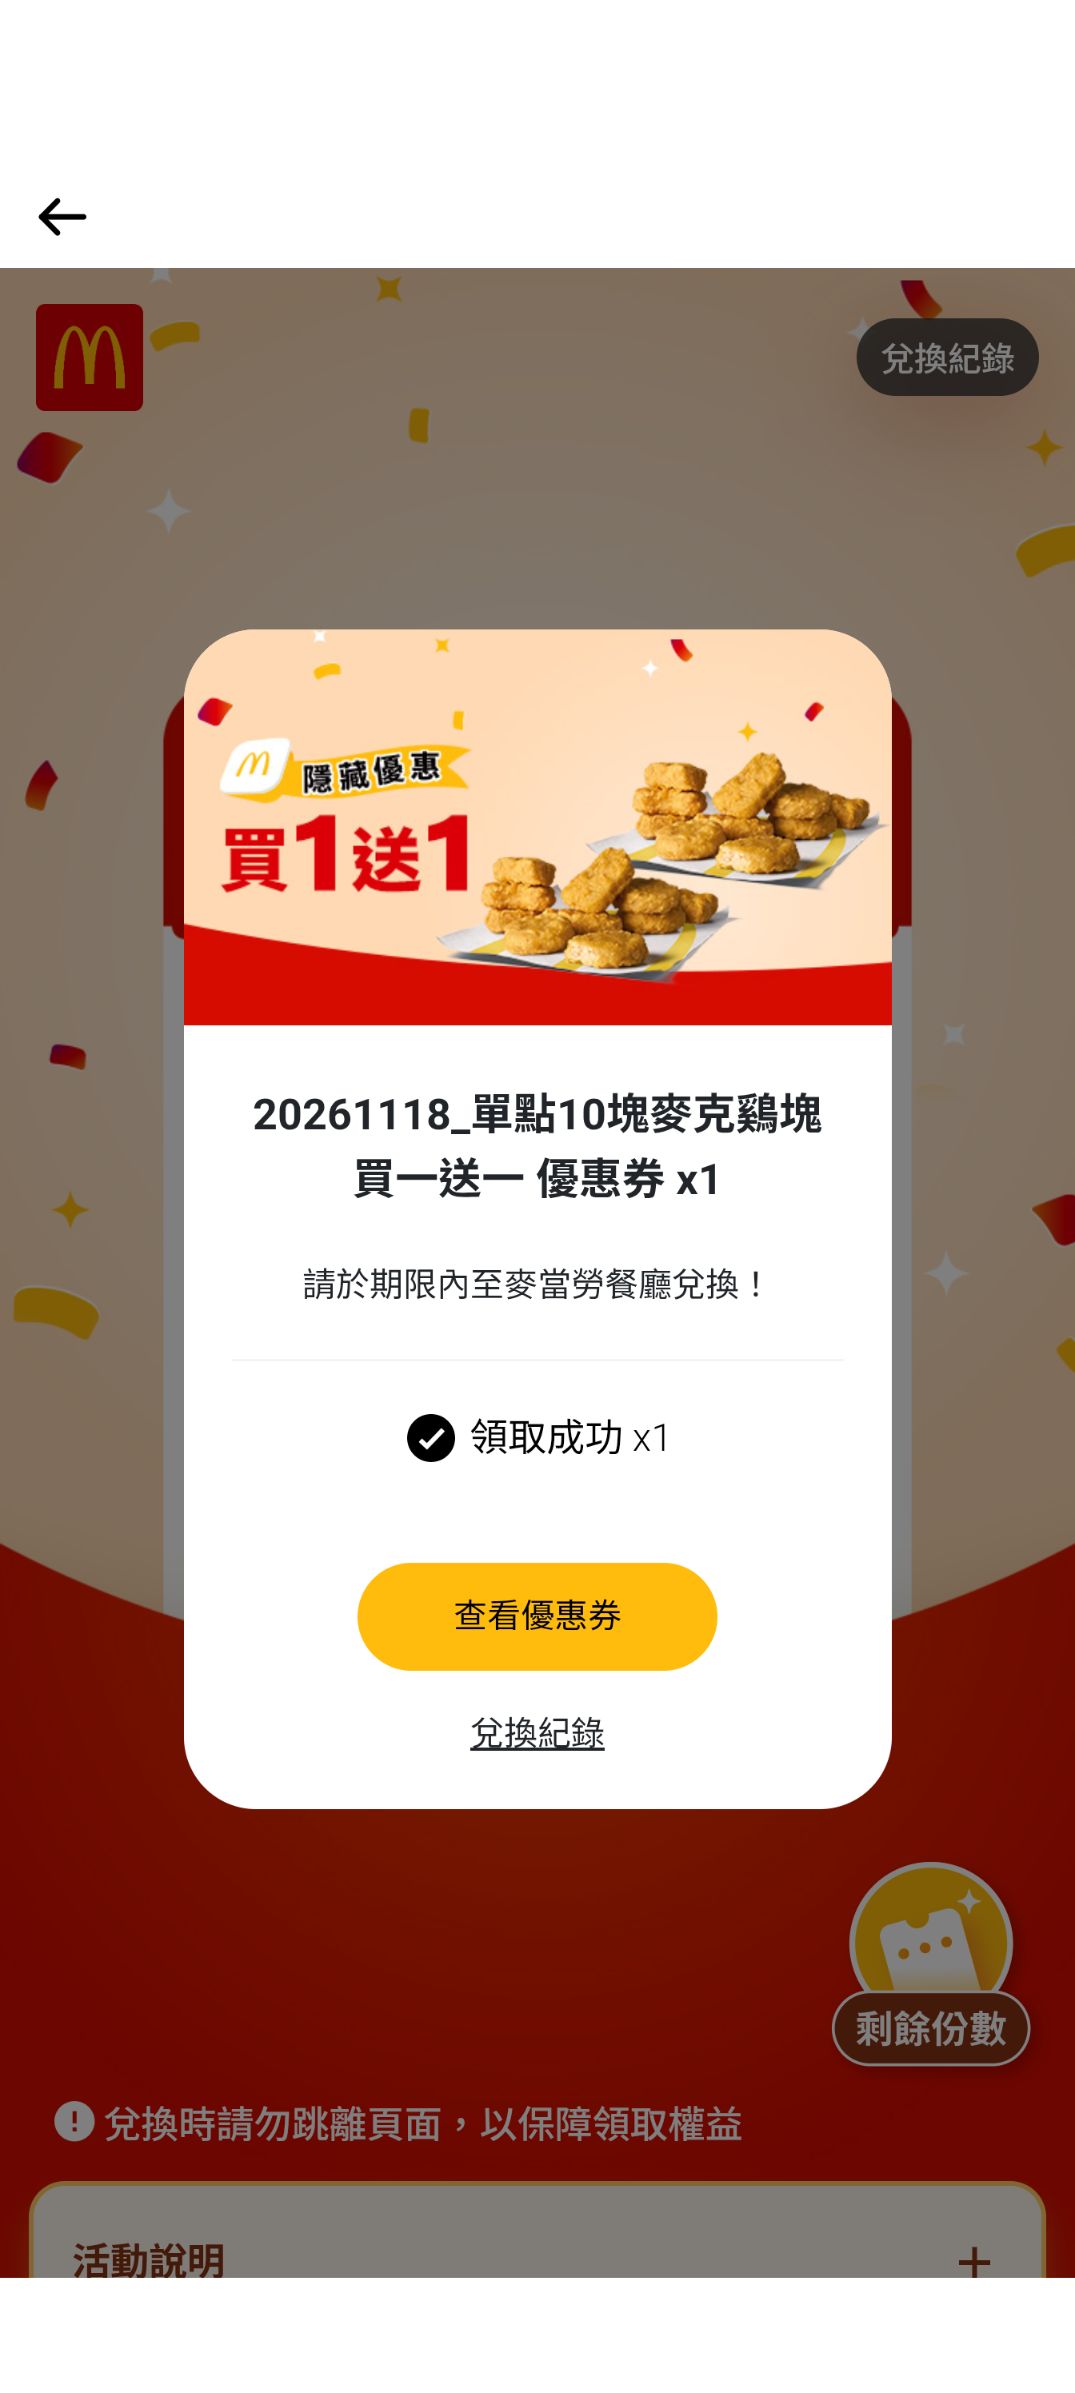 兌換紀錄
隱藏優惠
買1送1
20261118_單點10塊麥克鷄塊
買一送一 優惠券 x1
請於期限內至麥當勞餐廳兌換！
領取成功 x1
查看優惠券
兌換紀錄
剩餘份數
兌換時請勿跳離頁面，以保障領取權益
活動說明